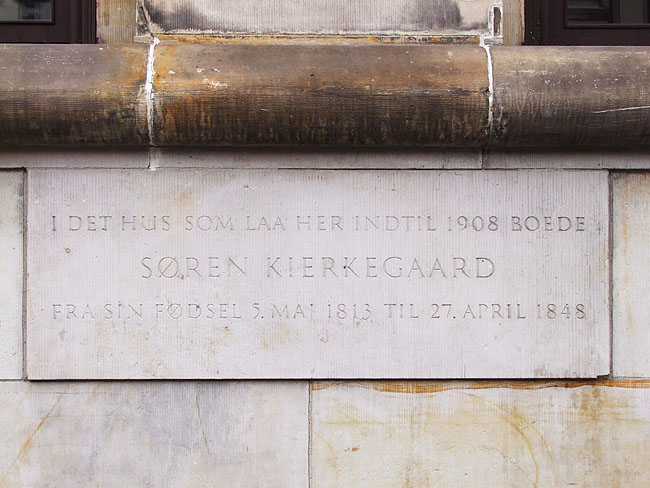 I DET HUS SOM LAA HER INDTIL 1908 BOEDE
SØREN KIERKEGAARD
FRA SIN FØDSEL 5. MAJ 1813 TIL 27. APRIL 1848